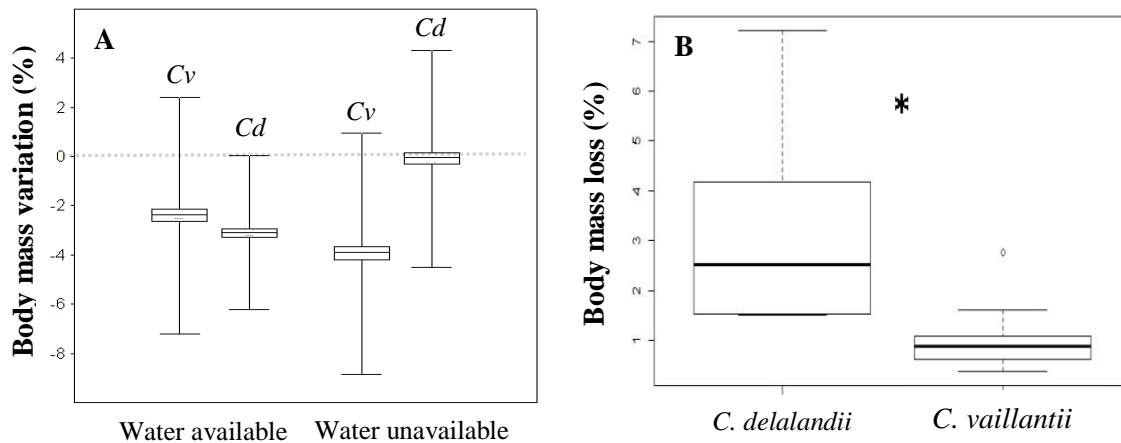 A
Body mass variation (%)
4
2
0
-2
-4
-6
-8
Cv
Cd
Cv
Cd
Water available
Water unavailable
B
Body mass loss (%)
7
6
5
4
3
2
1
*
C. delalandii
C. vaillantii